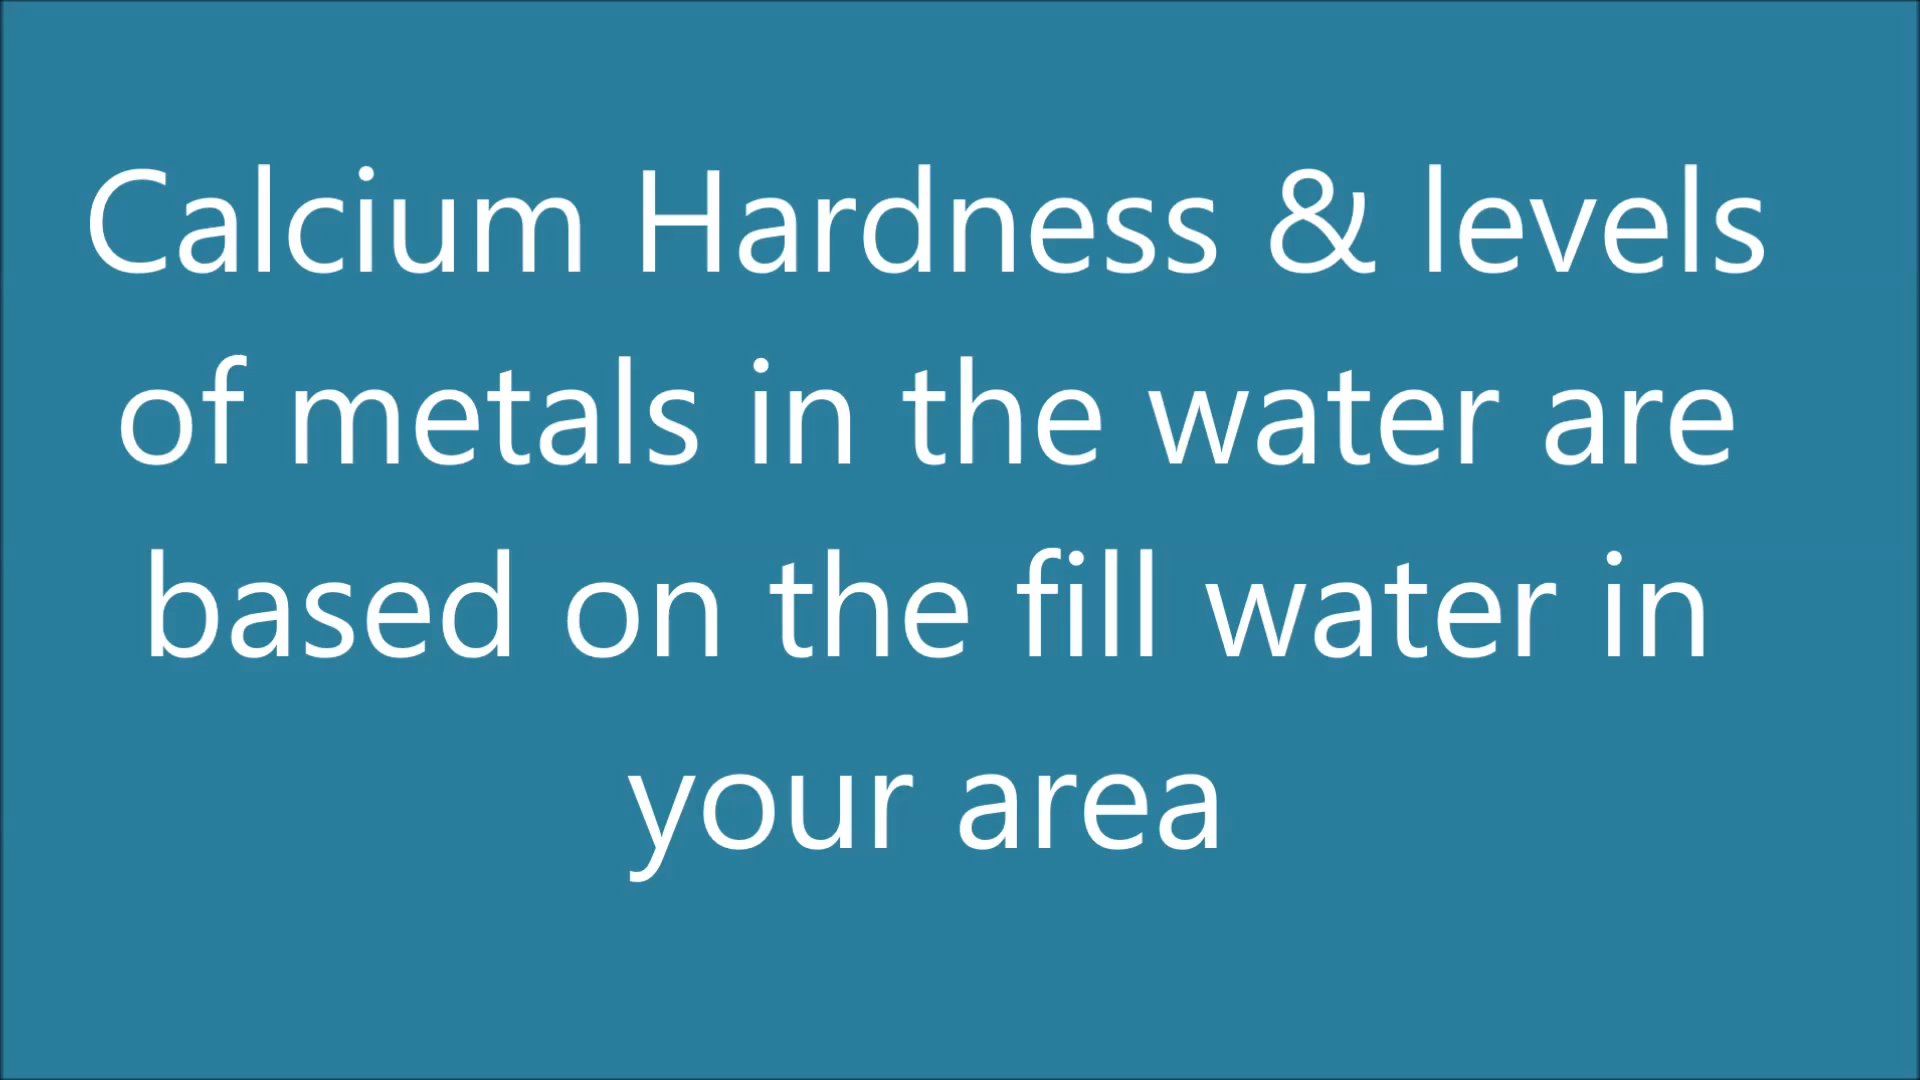 Calcium Hardness & levels
of metals in the water are
based on the fill water in
your area